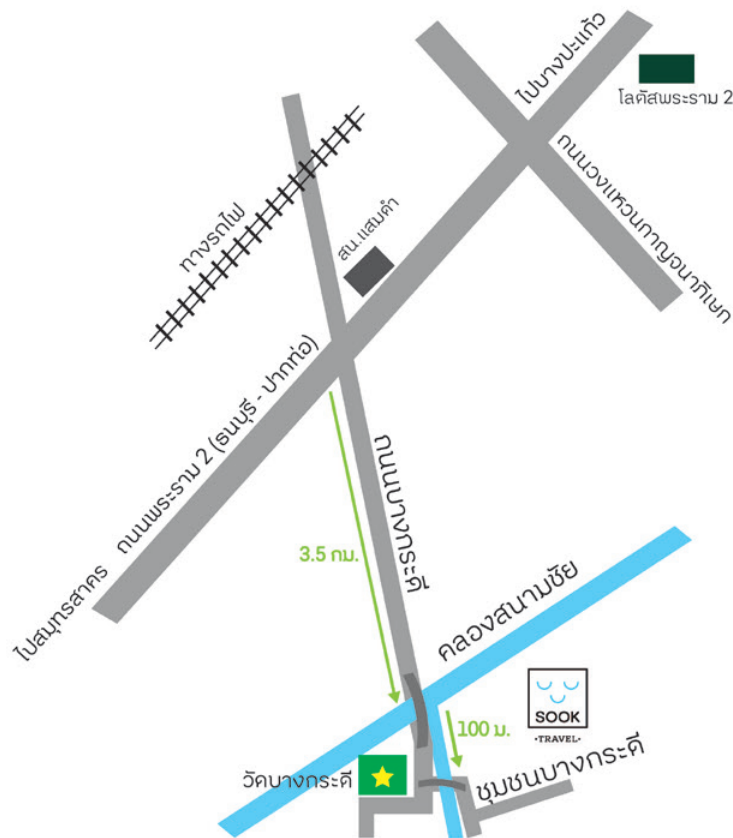 ไปบางปะแก้ว
โลตัสพระราม 2
ถนนวงแหวนกาญจนาภิเษก
ทางรถไฟ
สน.แสมดำ
ถนนพระราม 2 (ธนบุรี - ปากท่อ)
ไปสมุทรสาคร
ถนนบางกระดี่
3.5 กม.
คลองสนามชัย
SOOK
•TRAVEL•
100 ม.
วัดบางกระดี่
ชุมชนบางกระดี่